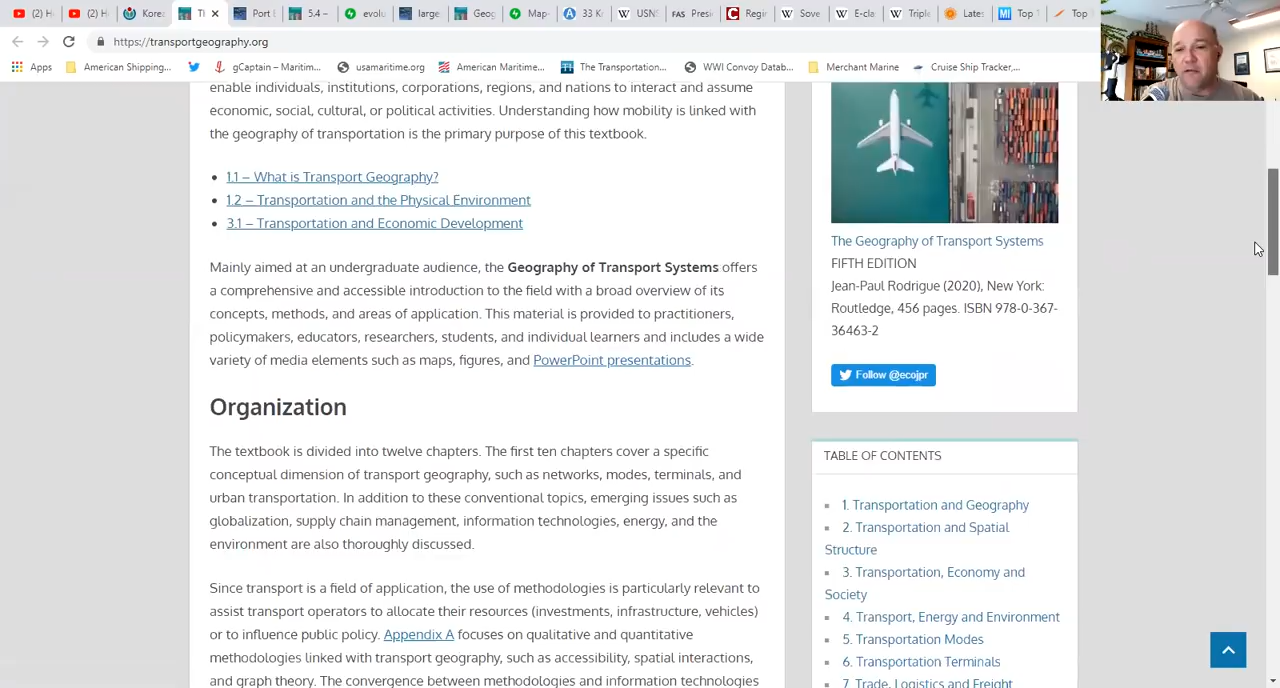 (2) H
(2) H
Korea
Th
Port E
5.4 –
evolu
large
Geog
Map
33 K
USN
FAS
Presi
Regi
Sove
E-cla
Triple
Lates
MI
Top 1
Top
https://transportgeography.org
Apps
American Shipping...
gCaptain – Maritim...
usamaritime.org
American Maritime...
The Transportation...
WWI Convoy Datab...
Merchant Marine
Cruise Ship Tracker,...
enable individuals, institutions, corporations, regions, and nations to interact and assume
economic, social, cultural, or political activities. Understanding how mobility is linked with
the geography of transportation is the primary purpose of this textbook.
1.1 – What is Transport Geography?
1.2 – Transportation and the Physical Environment
3.1 – Transportation and Economic Development
Mainly aimed at an undergraduate audience, the Geography of Transport Systems offers
a comprehensive and accessible introduction to the field with a broad overview of its
concepts, methods, and areas of application. This material is provided to practitioners,
policymakers, educators, researchers, students, and individual learners and includes a wide
variety of media elements such as maps, figures, and PowerPoint presentations.
Organization
The textbook is divided into twelve chapters. The first ten chapters cover a specific
conceptual dimension of transport geography, such as networks, modes, terminals, and
urban transportation. In addition to these conventional topics, emerging issues such as
globalization, supply chain management, information technologies, energy, and the
environment are also thoroughly discussed.
Since transport is a field of application, the use of methodologies is particularly relevant to
assist transport operators to allocate their resources (investments, infrastructure, vehicles)
or to influence public policy. Appendix A focuses on qualitative and quantitative
methodologies linked with transport geography, such as accessibility, spatial interactions,
and graph theory. The convergence between methodologies and information technologies
The Geography of Transport Systems
FIFTH EDITION
Jean-Paul Rodrigue (2020), New York:
Routledge, 456 pages. ISBN 978-0-367-
36463-2
Follow @ecojpr
TABLE OF CONTENTS
1. Transportation and Geography
2. Transportation and Spatial
Structure
3. Transportation, Economy and
Society
4. Transport, Energy and Environment
5. Transportation Modes
6. Transportation Terminals
7. Trade, Logistics and Freight